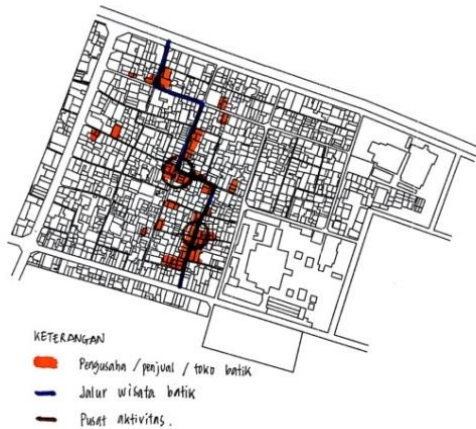 KETERANGAN
Pengusaha / penjual / toko batik
Jalur wisata batik
Pusat aktivitas.